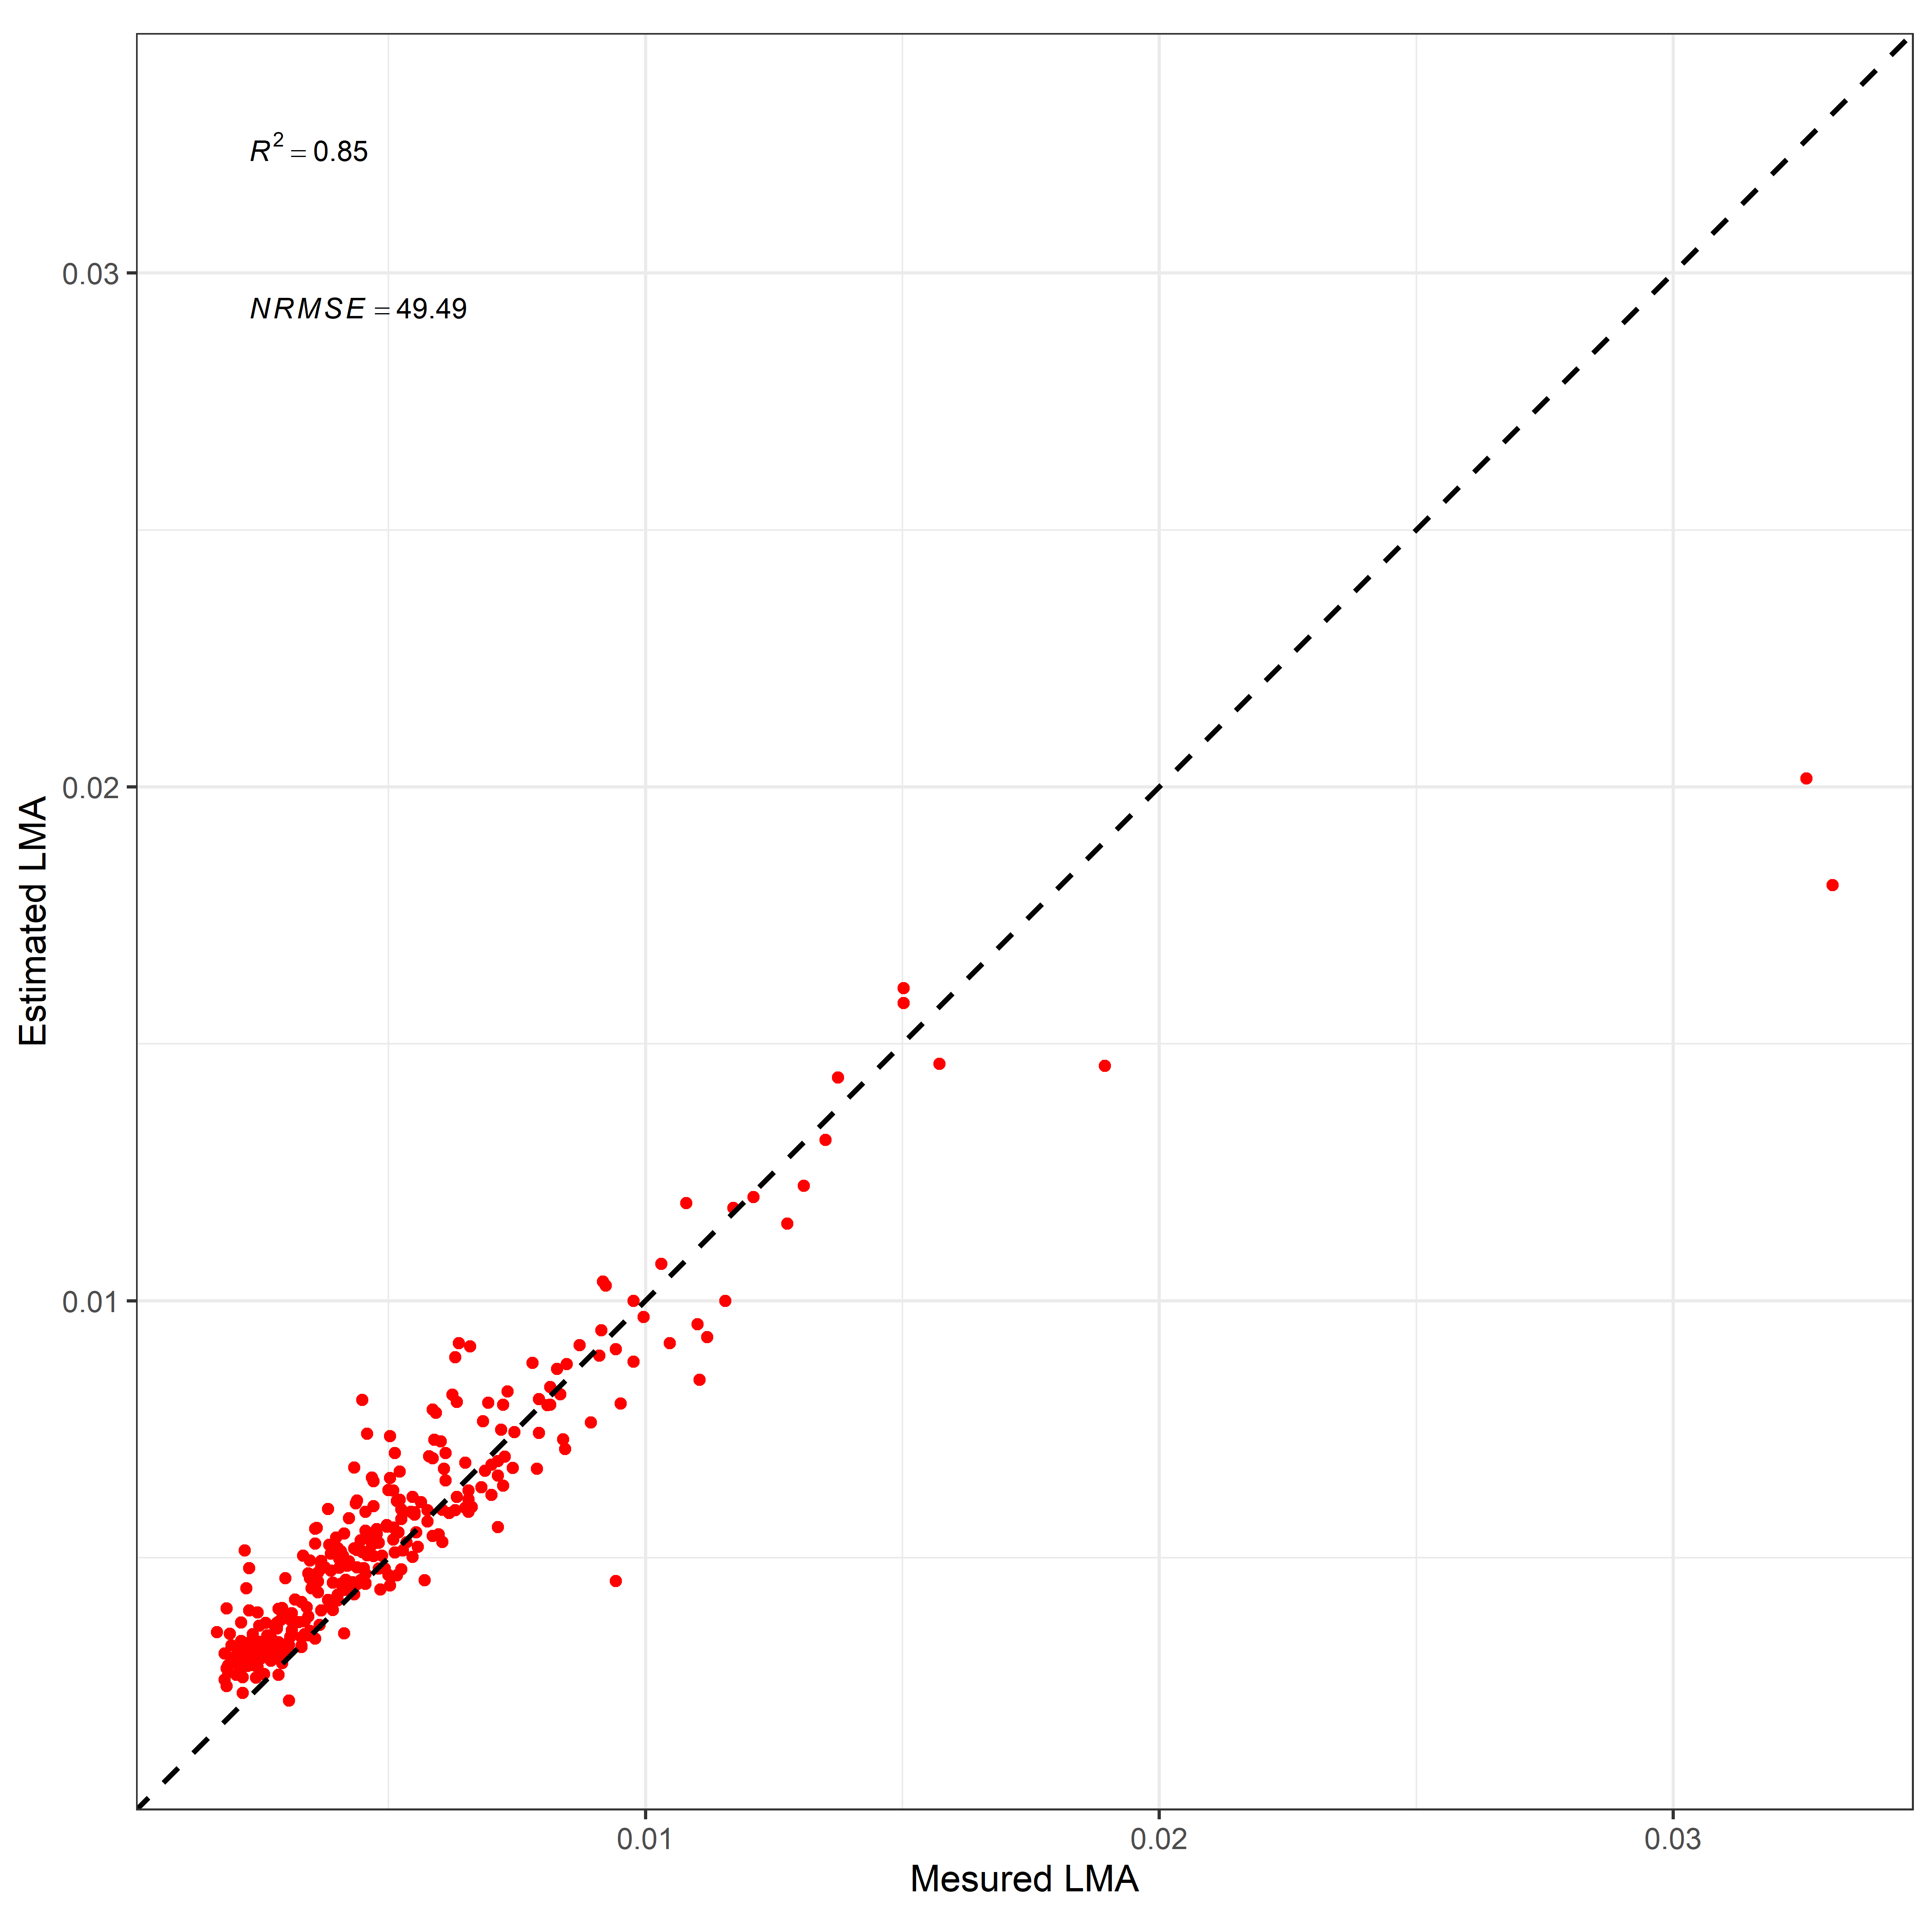 R² = 0.85
NRMSE = 49.49
0.03
0.02
0.01
Estimated LMA
0.01
0.02
0.03
Mesured LMA